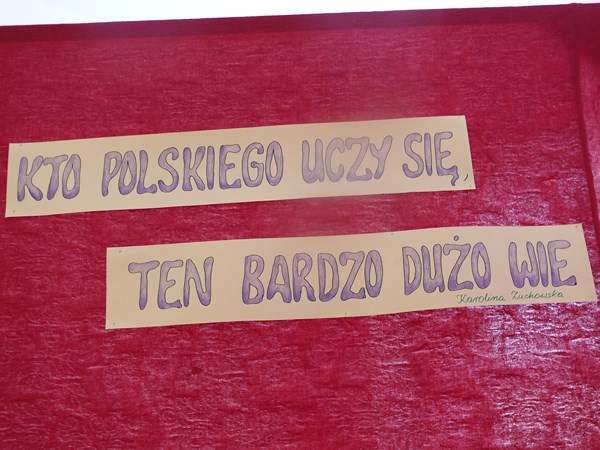 KTO POLSKIEGO UCZY SIĘ,
TEN BARDZO DUŻO WIE
Karolina Żuchowska